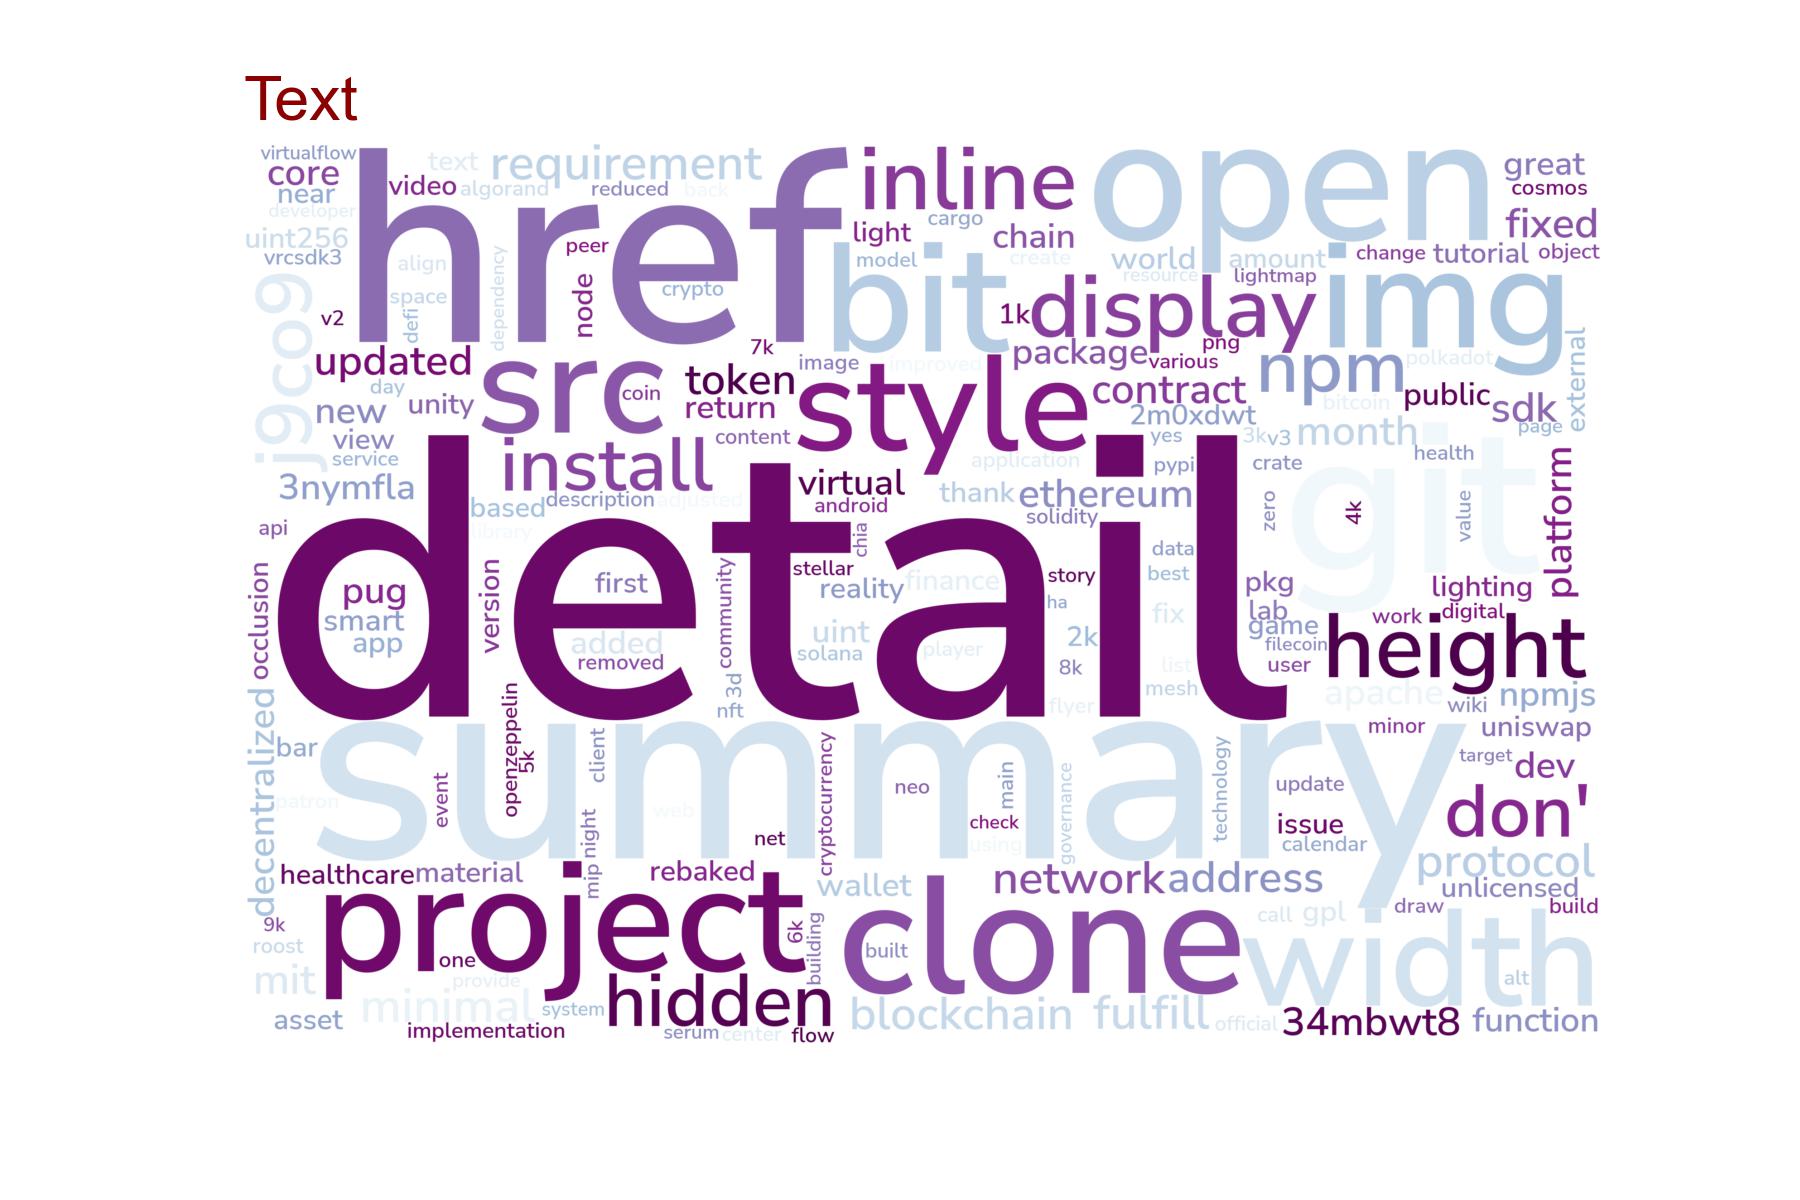 Text
virtualflow
core
near
developer
uint256
vrcsdk3
j9co9
v2
href
video
text
algorand
requirement
reduced
back
peer
node
dependency
align
space
defi
crypto
inline
light
cargo
chain
model
create
bit
open
great
cosmos
fixed
world
amount
resource
lightmap
change
tutorial
object
1k
display
img
png
package
various
npm
polkadot
external
updated
day
new
unity
view
service
src
coin
7k
image
improved
token
return
content
style
contract
2m0xdwt
bitcoin
public
sdk
page
yes
3k
v3
month
health
install
3nymfla
api
based
description
adjusted
library
virtual
android
application
thank
ethereum
solidity
pypi
crate
zero
git
4k
value
platform
detail
occlusion
pug
smart
app
version
first
added
removed
community
3d
nft
chia
stellar
reality
finance
uint
solana
player
story
ha
2k
8k
flyer
data
best
fix
list
mesh
pkg
lab
game
filecoin
user
lighting
work
digital
height
apache
wiki
npmjs
minor
uniswap
target
dev
decentralized
bar
patron
summary
event
openzeppelin
5k
client
mip
night
web
net
cryptocurrency
neo
check
using
main
governance
technology
update
issue
calendar
don'
protocol
unlicensed
draw
build
healthcare
material
rebaked
wallet
network
address
call
gpl
9k
roost
mit
asset
project
one
provide
minimal
system
implementation
6k
building
hidden
serum
center
flow
built
clone
blockchain
fulfill
official
width
alt
34mbwt8
function